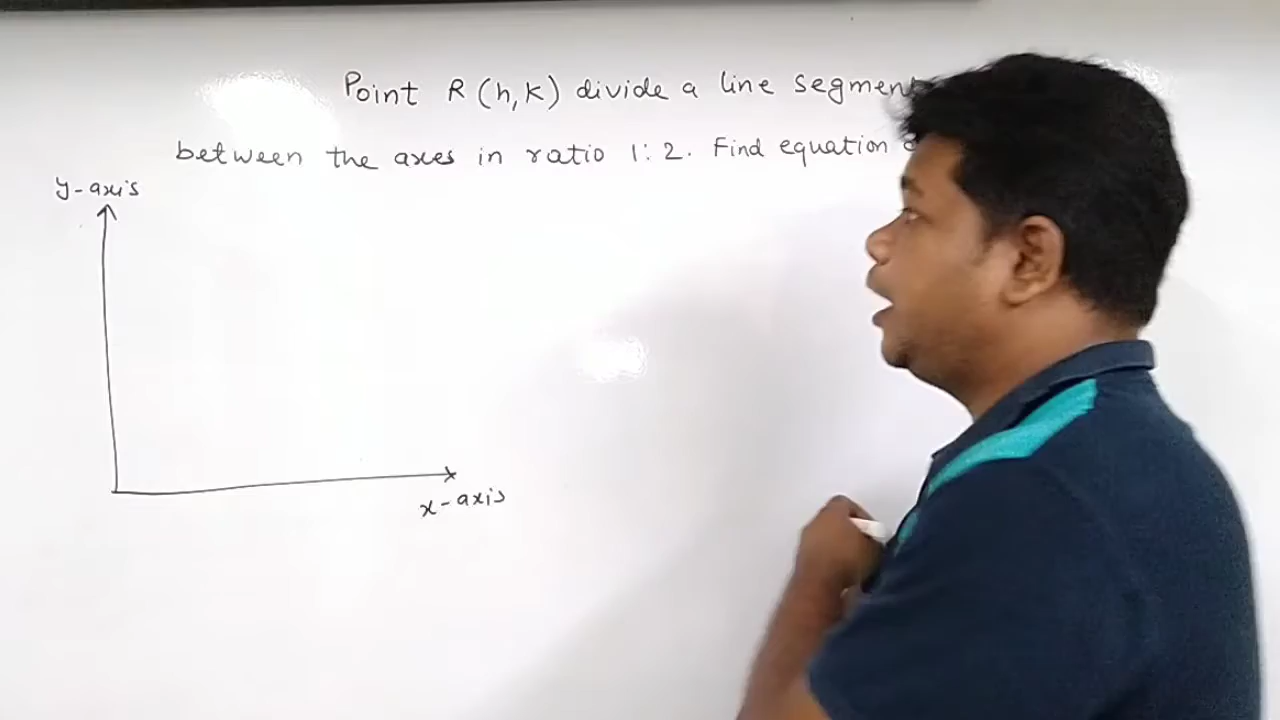 Point R (h,k) divide a line segment
between the axes in ratio 1:2. Find equation
y-axis
x-axis